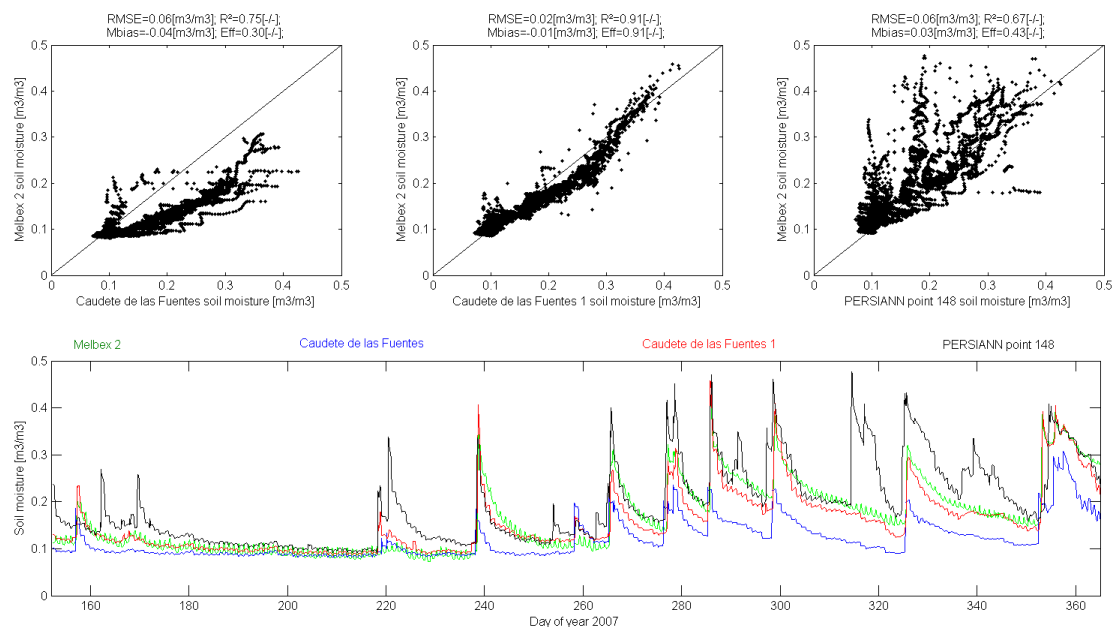 RMSE=0.06[m3/m3]; R²=0.75[-/-];
Mbias=-0.04[m3/m3]; Eff=0.30[-/-];
0.5
0.4
0.3
0.2
0.1
0
Melbex 2 soil moisture [m3/m3]
0 0.1 0.2 0.3 0.4 0.5
Caudete de las Fuentes soil moisture [m3/m3]
RMSE=0.02[m3/m3]; R²=0.91[-/-];
Mbias=-0.01[m3/m3]; Eff=0.91[-/-];
0.5
0.4
0.3
0.2
0.1
0
Melbex 2 soil moisture [m3/m3]
0 0.1 0.2 0.3 0.4 0.5
Caudete de las Fuentes 1 soil moisture [m3/m3]
RMSE=0.06[m3/m3]; R²=0.67[-/-];
Mbias=0.03[m3/m3]; Eff=0.43[-/-];
0.5
0.4
0.3
0.2
0.1
0
Melbex 2 soil moisture [m3/m3]
0 0.1 0.2 0.3 0.4 0.5
PERSIANN point 148 soil moisture [m3/m3]
Melbex 2 Caudete de las Fuentes Caudete de las Fuentes 1 PERSIANN point 148
0.5
0.4
0.3
0.2
0.1
0
Soil moisture [m3/m3]
160 180 200 220 240 260 280 300 320 340 360
Day of year 2007